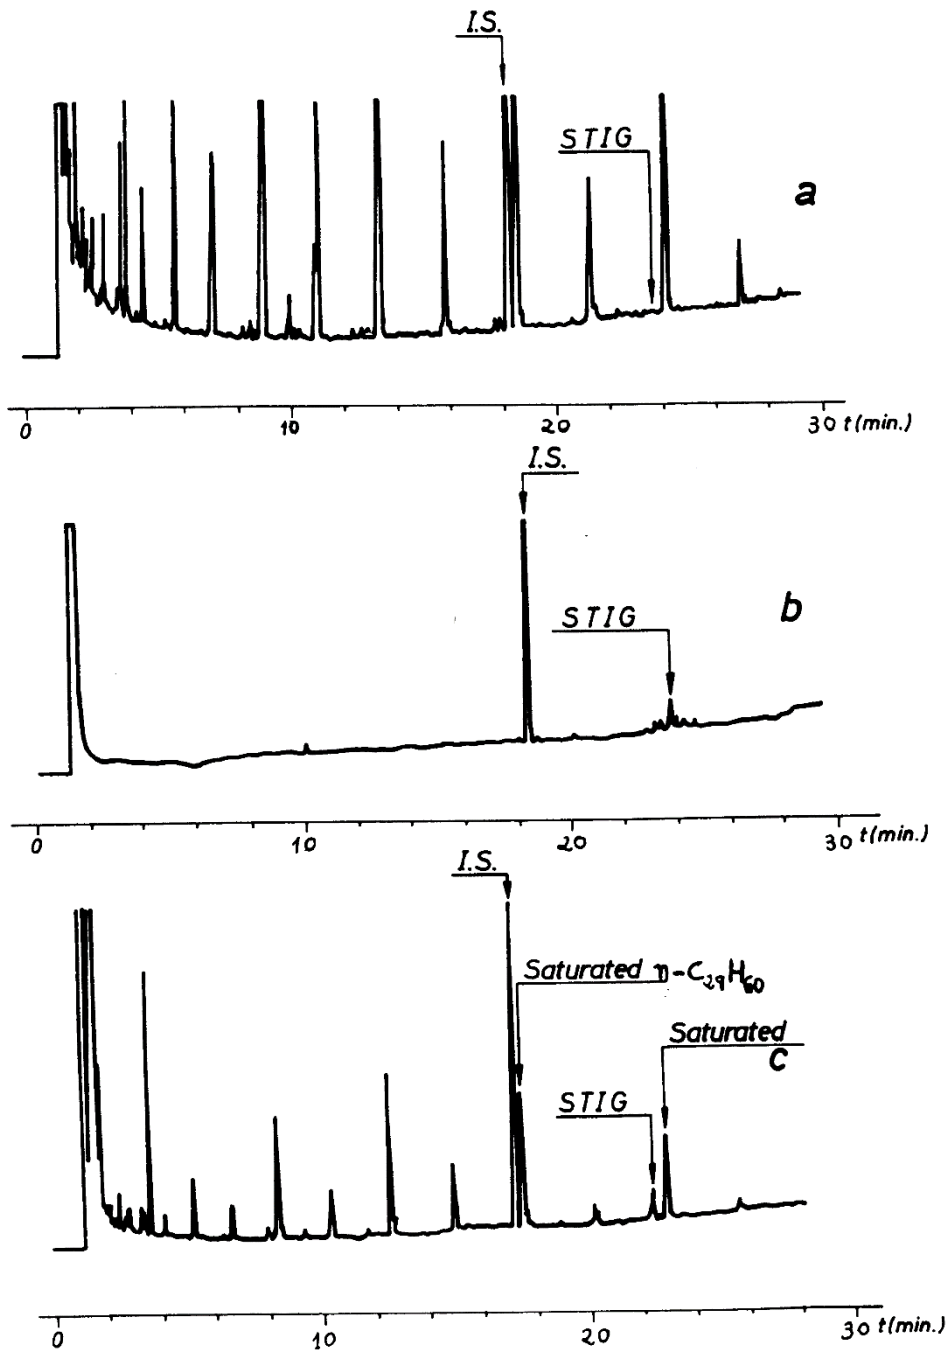 I.S.
STIG
a
0 10 20 30 t(min.)
I.S.
STIG
b
0 10 20 30 t(min.)
I.S.
Saturated n-C₂₉H₆₀
Saturated
c
STIG
0 10 20 30 t(min.)